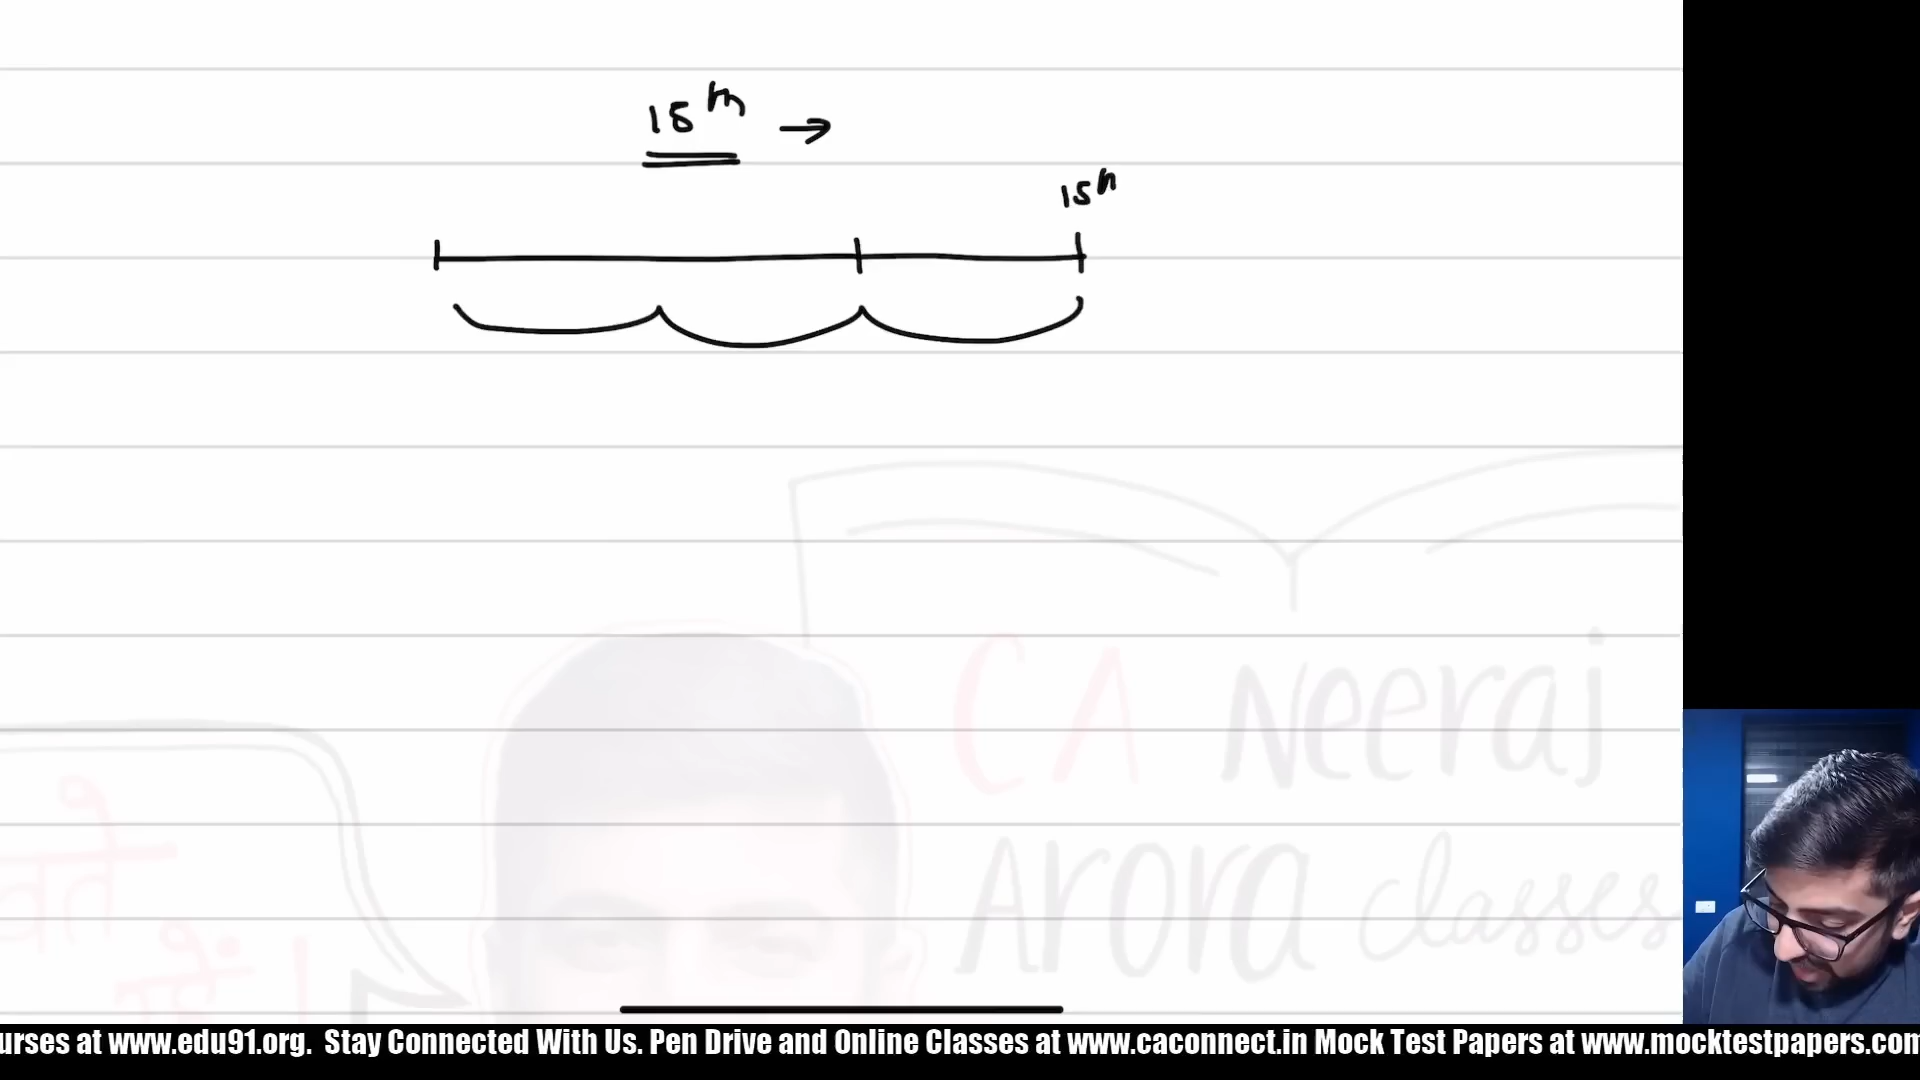 15 m →
15 m
CA Neeraj
Arora classes
urses at www.edu91.org. Stay Connected With Us. Pen Drive and Online Classes at www.caconnect.in Mock Test Papers at www.mocktestpapers.com